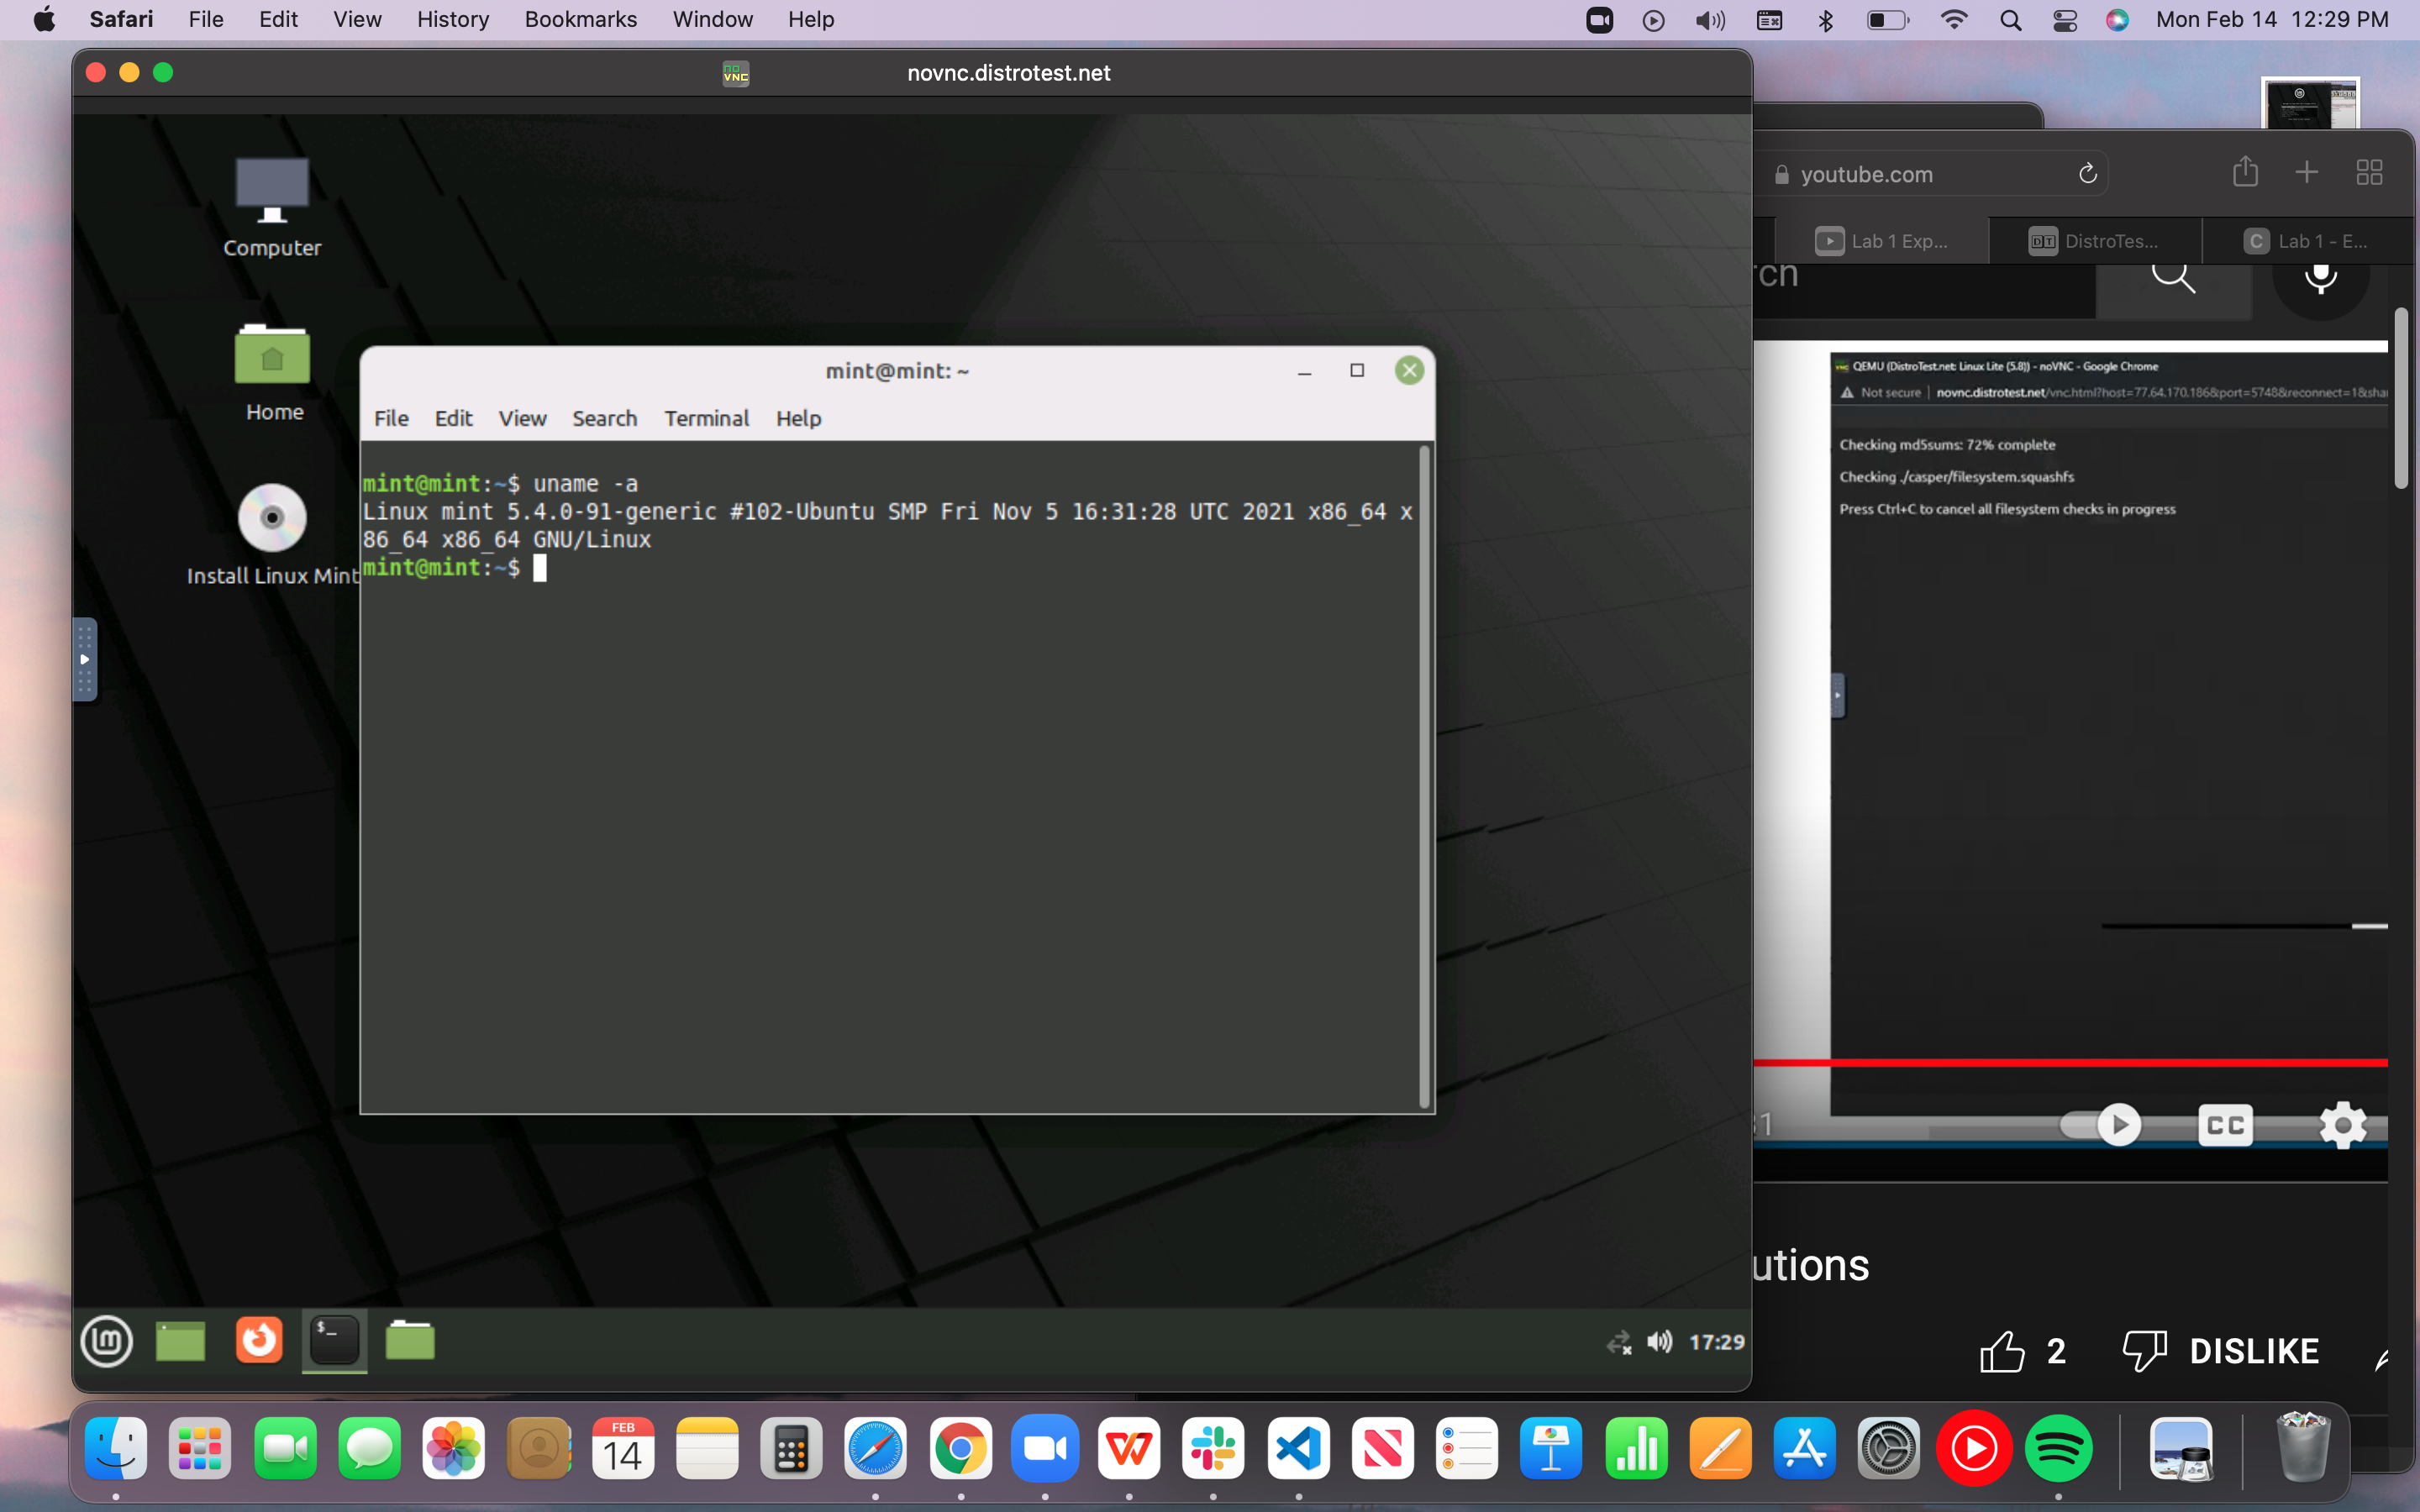 Safari File Edit View History Bookmarks Window Help Mon Feb 14 12:29 PM
novnc.distrotest.net
youtube.com
Lab 1 Exp... DistroTes... Lab 1 - E...
rch
Computer
Home
Install Linux Mint
mint@mint: ~
File Edit View Search Terminal Help
mint@mint:~$ uname -a
Linux mint 5.4.0-91-generic #102-Ubuntu SMP Fri Nov 5 16:31:28 UTC 2021 x86_64 x
86_64 x86_64 GNU/Linux
mint@mint:~$
QEMU (DistroTest.net: Linux Lite (5.8)) - noVNC - Google Chrome
Not secure | novnc.distrotest.net/vnc.html?host=77.64.170.186&port=5748&reconnect=1&sha
Checking md5sums: 72% complete
Checking ./casper/filesystem.squashfs
Press Ctrl+C to cancel all filesystem checks in progress
CC
utions
2 DISLIKE
17:29
FEB
14